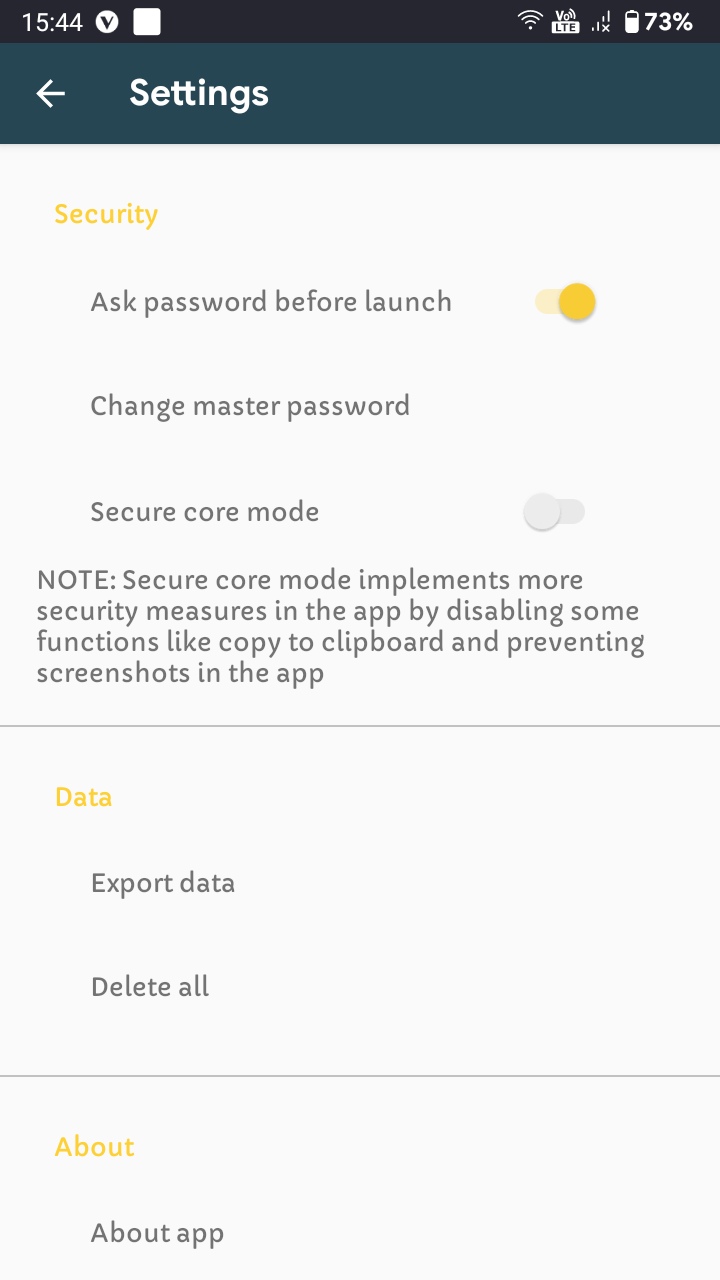 15:44 V Vo) LTE 73%
Settings
Security
Ask password before launch
Change master password
Secure core mode
NOTE: Secure core mode implements more
security measures in the app by disabling some
functions like copy to clipboard and preventing
screenshots in the app
Data
Export data
Delete all
About
About app